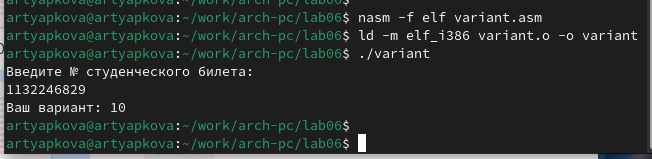 artyapkova@artyapkova:~/work/arch-pc/lab06$ nasm -f elf variant.asm
artyapkova@artyapkova:~/work/arch-pc/lab06$ ld -m elf_i386 variant.o -o variant
artyapkova@artyapkova:~/work/arch-pc/lab06$ ./variant
Введите № студенческого билета:
1132246829
Ваш вариант: 10
artyapkova@artyapkova:~/work/arch-pc/lab06$
artyapkova@artyapkova:~/work/arch-pc/lab06$